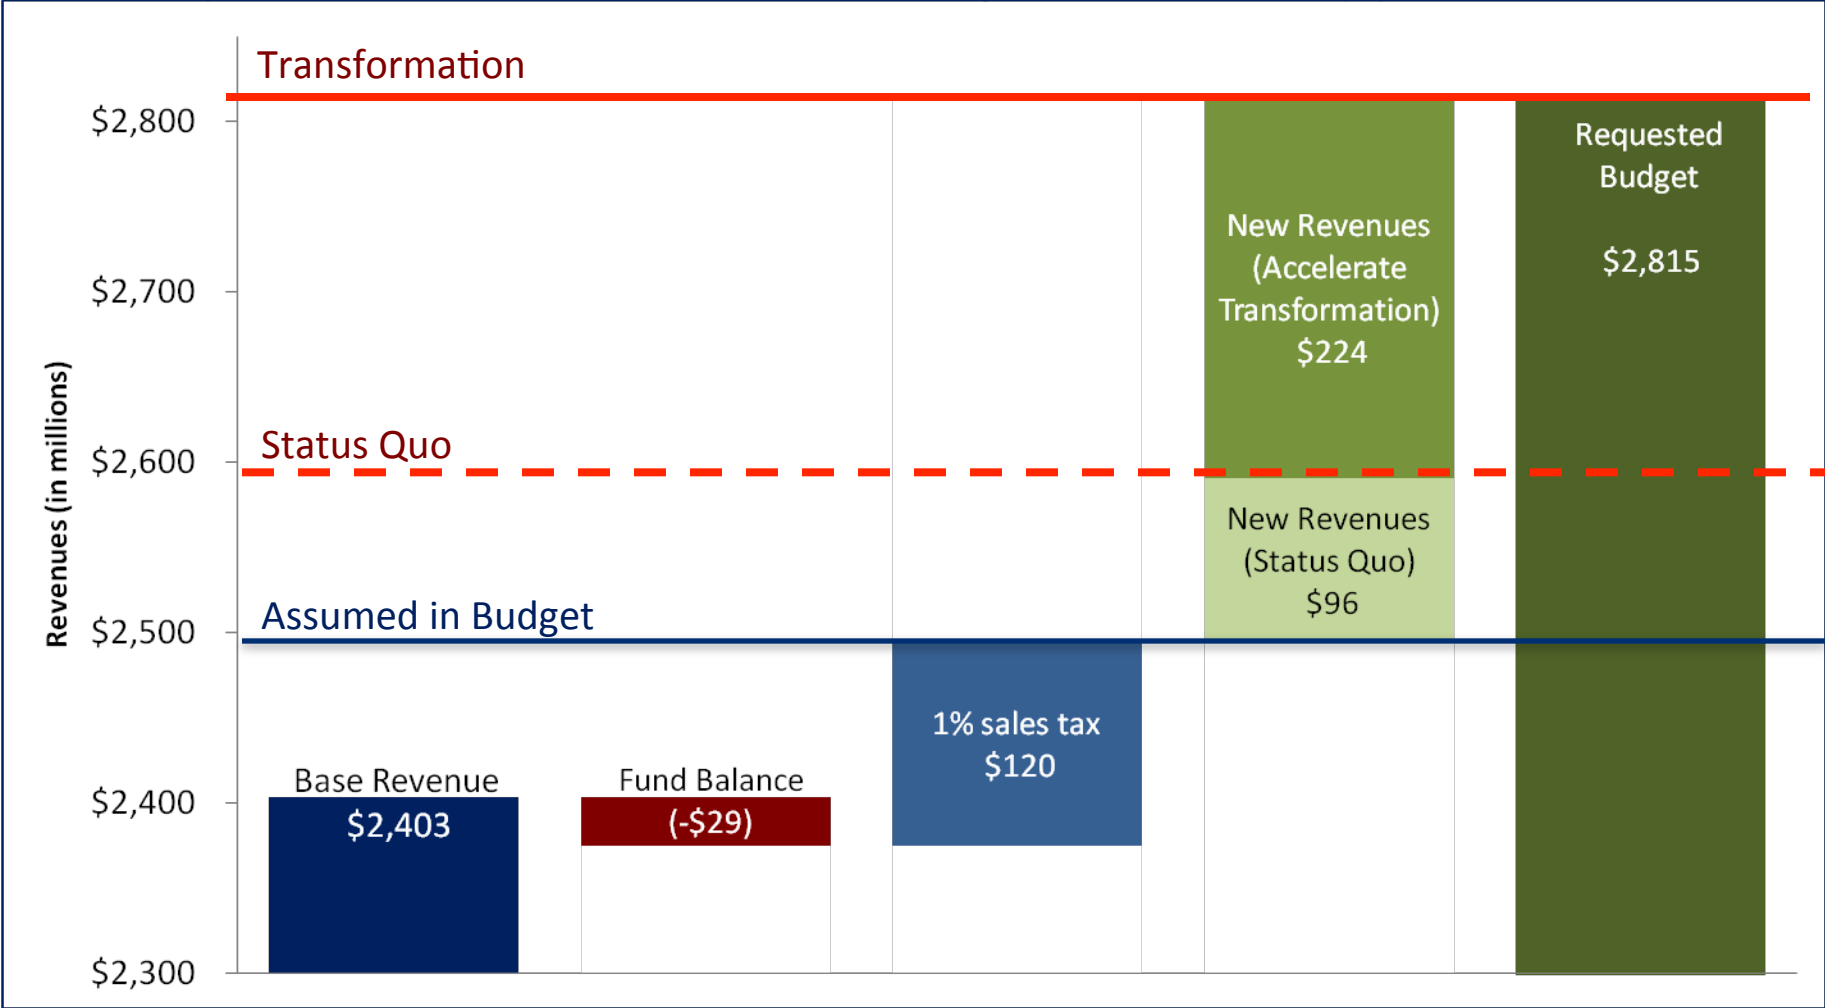 Transformation
$2,800
$2,700
$2,600
$2,500
$2,400
$2,300
Revenues (in millions)
Status Quo
Assumed in Budget
Base Revenue
$2,403
Fund Balance
(-$29)
1% sales tax
$120
New Revenues
(Accelerate
Transformation)
$224
New Revenues
(Status Quo)
$96
Requested
Budget
$2,815